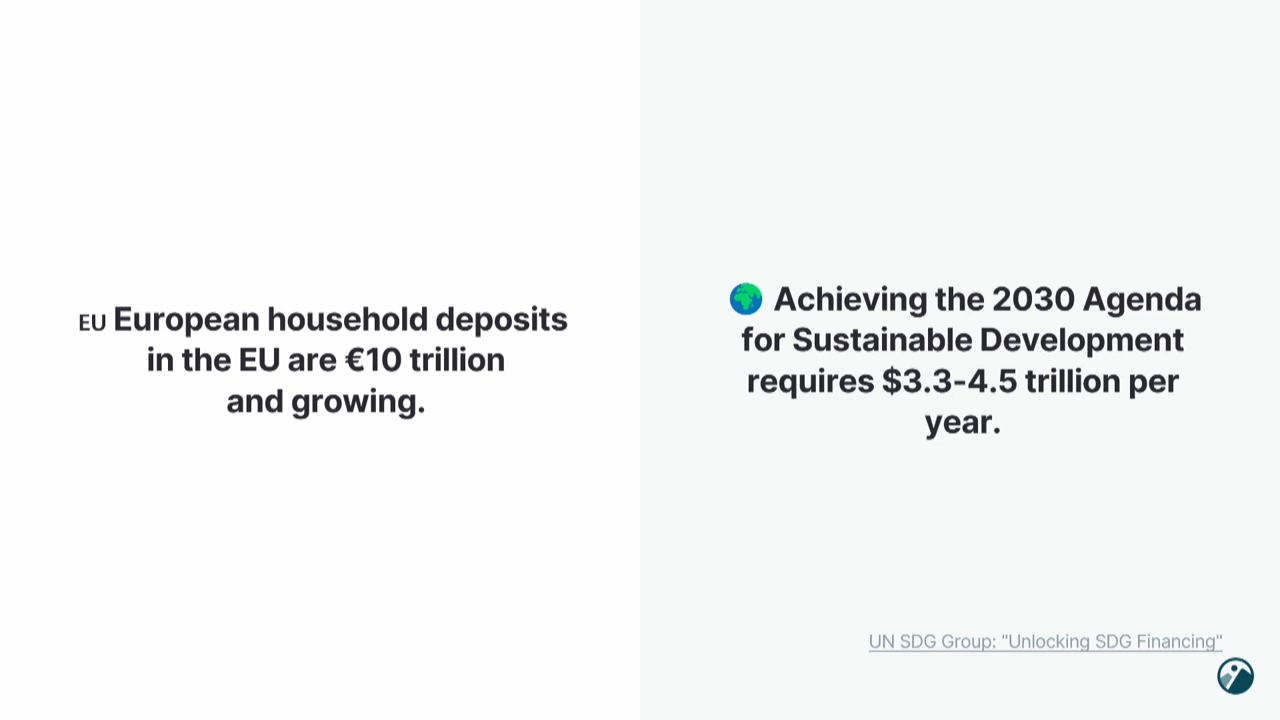 EU European household deposits
in the EU are €10 trillion
and growing.
🌍 Achieving the 2030 Agenda
for Sustainable Development
requires $3.3-4.5 trillion per
year.
UN SDG Group: "Unlocking SDG Financing"